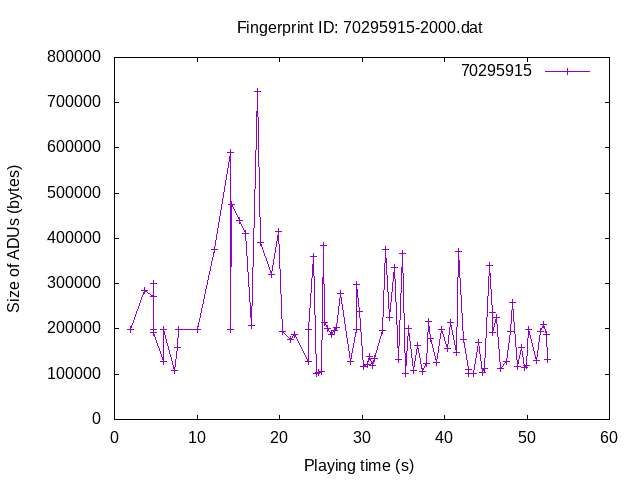 Fingerprint ID: 70295915-2000.dat
70295915
800000
700000
600000
500000
400000
300000
200000
100000
0
Size of ADUs (bytes)
0 10 20 30 40 50 60
Playing time (s)